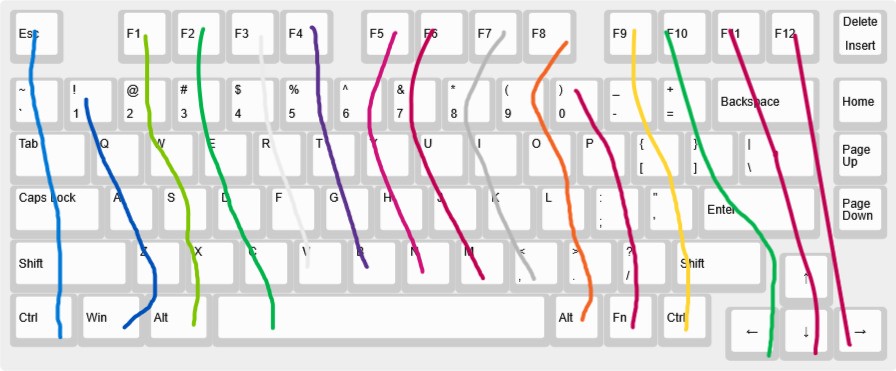 Esc F1 F2 F3 F4 F5 F6 F7 F8 F9 F10 F11 F12 Delete Insert
~ ! @ # $ % ^ & * ( ) _ + Backspace Home
` 1 2 3 4 5 6 7 8 9 0 - =
Tab Q W E R T Y U I O P { } | Page Up
[ ] \
Caps Lock A S D F G H J K L : " Enter Page Down
; '
Shift Z X C V B N M < > ? Shift ↑
, . /
Ctrl Win Alt Alt Fn Ctrl ← ↓ →